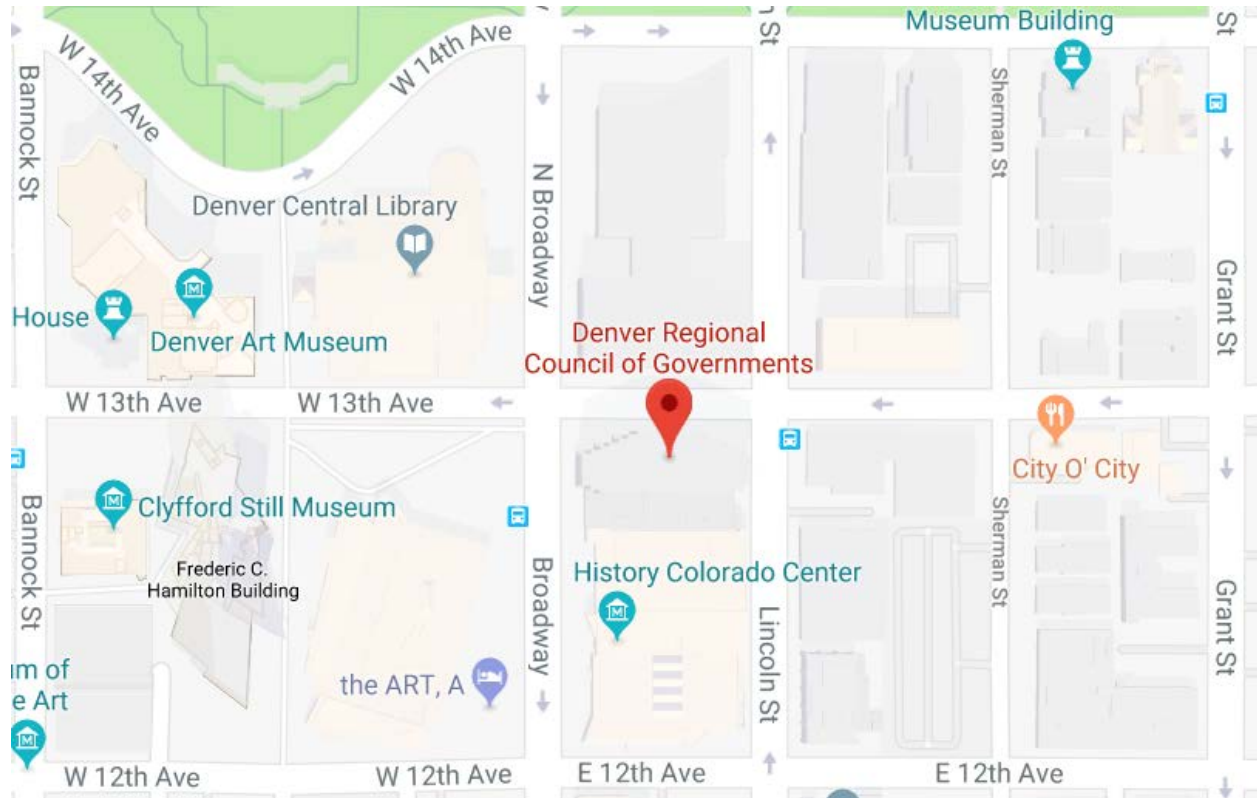 Museum Building
St
St
W 14th Ave
W 14th Ave
Bannock St
Sherman St
N Broadway
Denver Central Library
Grant St
House
Denver Art Museum
Denver Regional
Council of Governments
W 13th Ave
W 13th Ave
City O' City
Clyfford Still Museum
Bannock St
Sherman St
Frederic C.
Hamilton Building
History Colorado Center
Broadway
Lincoln St
Grant St
the ART, A
um of
e Art
W 12th Ave
W 12th Ave
E 12th Ave
E 12th Ave